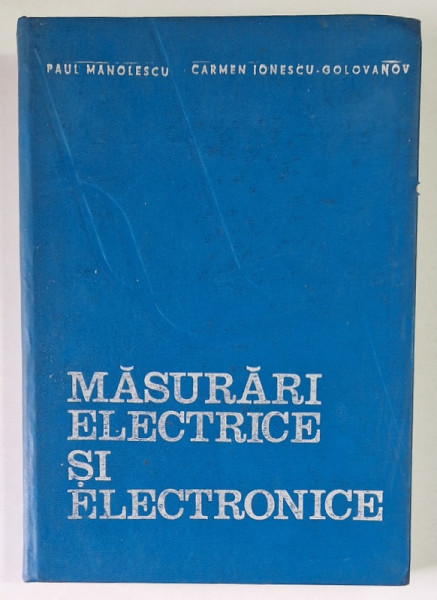 PAUL MANOLESCU CARMEN IONESCU-GOLOVANOV
MĂSURĂRI
ELECTRICE
ȘI
ELECTRONICE